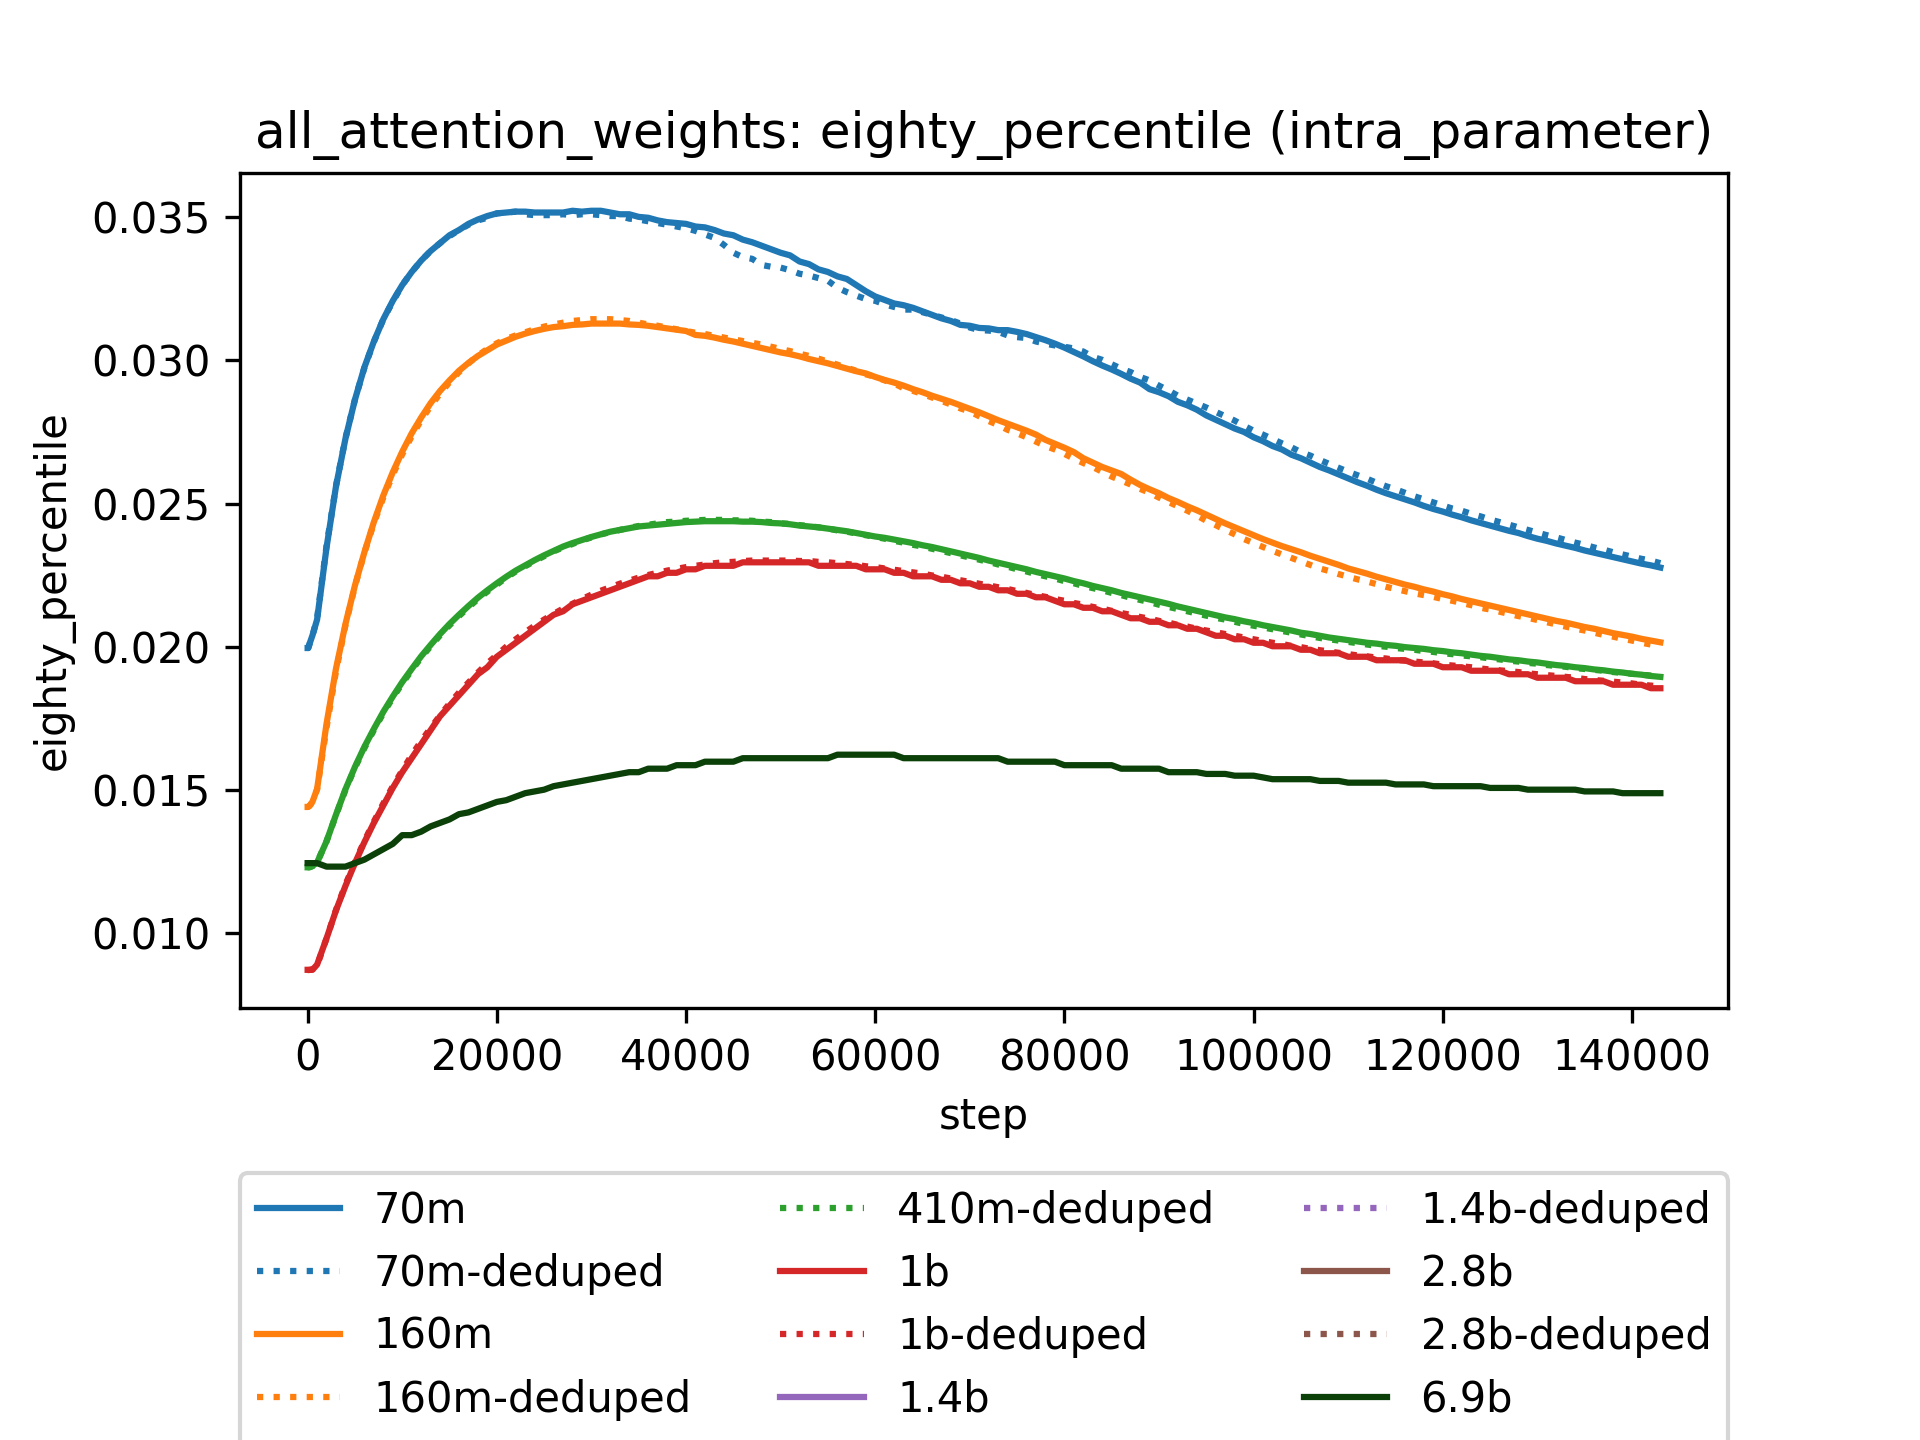 all_attention_weights: eighty_percentile (intra_parameter)
eighty_percentile
0.035
0.030
0.025
0.020
0.015
0.010
0 20000 40000 60000 80000 100000 120000 140000
step
70m 410m-deduped 1.4b-deduped
70m-deduped 1b 2.8b
160m 1b-deduped 2.8b-deduped
160m-deduped 1.4b 6.9b